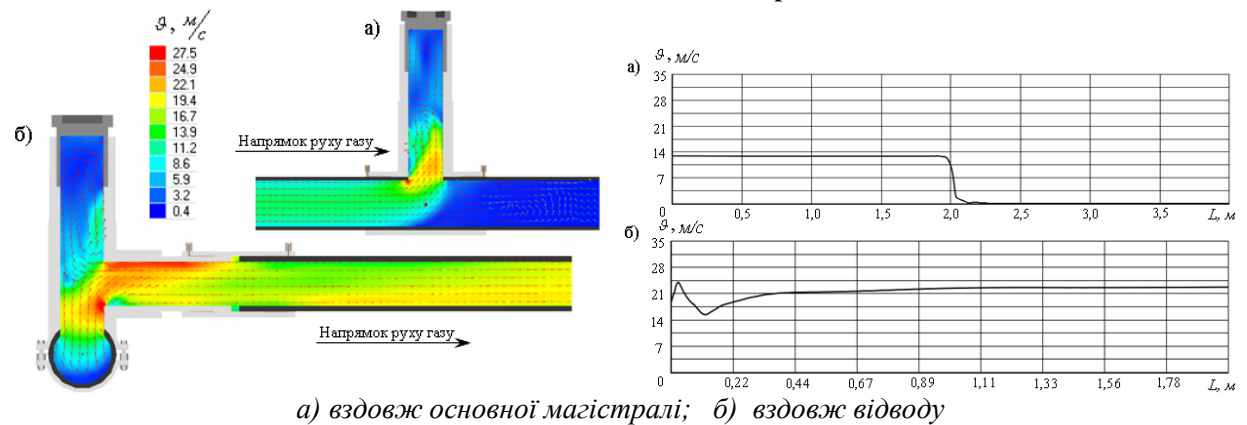 ϑ, м/с
27.5
24.9
22.1
19.4
16.7
13.9
11.2
8.6
5.9
3.2
0.4
а)
Напрямок руху газу
б)
Напрямок руху газу
а)
ϑ, м/с
35
28
21
14
7
0
0,5 1,0 1,5 2,0 2,5 3,0 3,5 L, м
б)
ϑ, м/с
35
28
21
14
7
0
0,22 0,44 0,67 0,89 1,11 1,33 1,56 1,78 L, м
а) вздовж основної магістралі; б) вздовж відводу